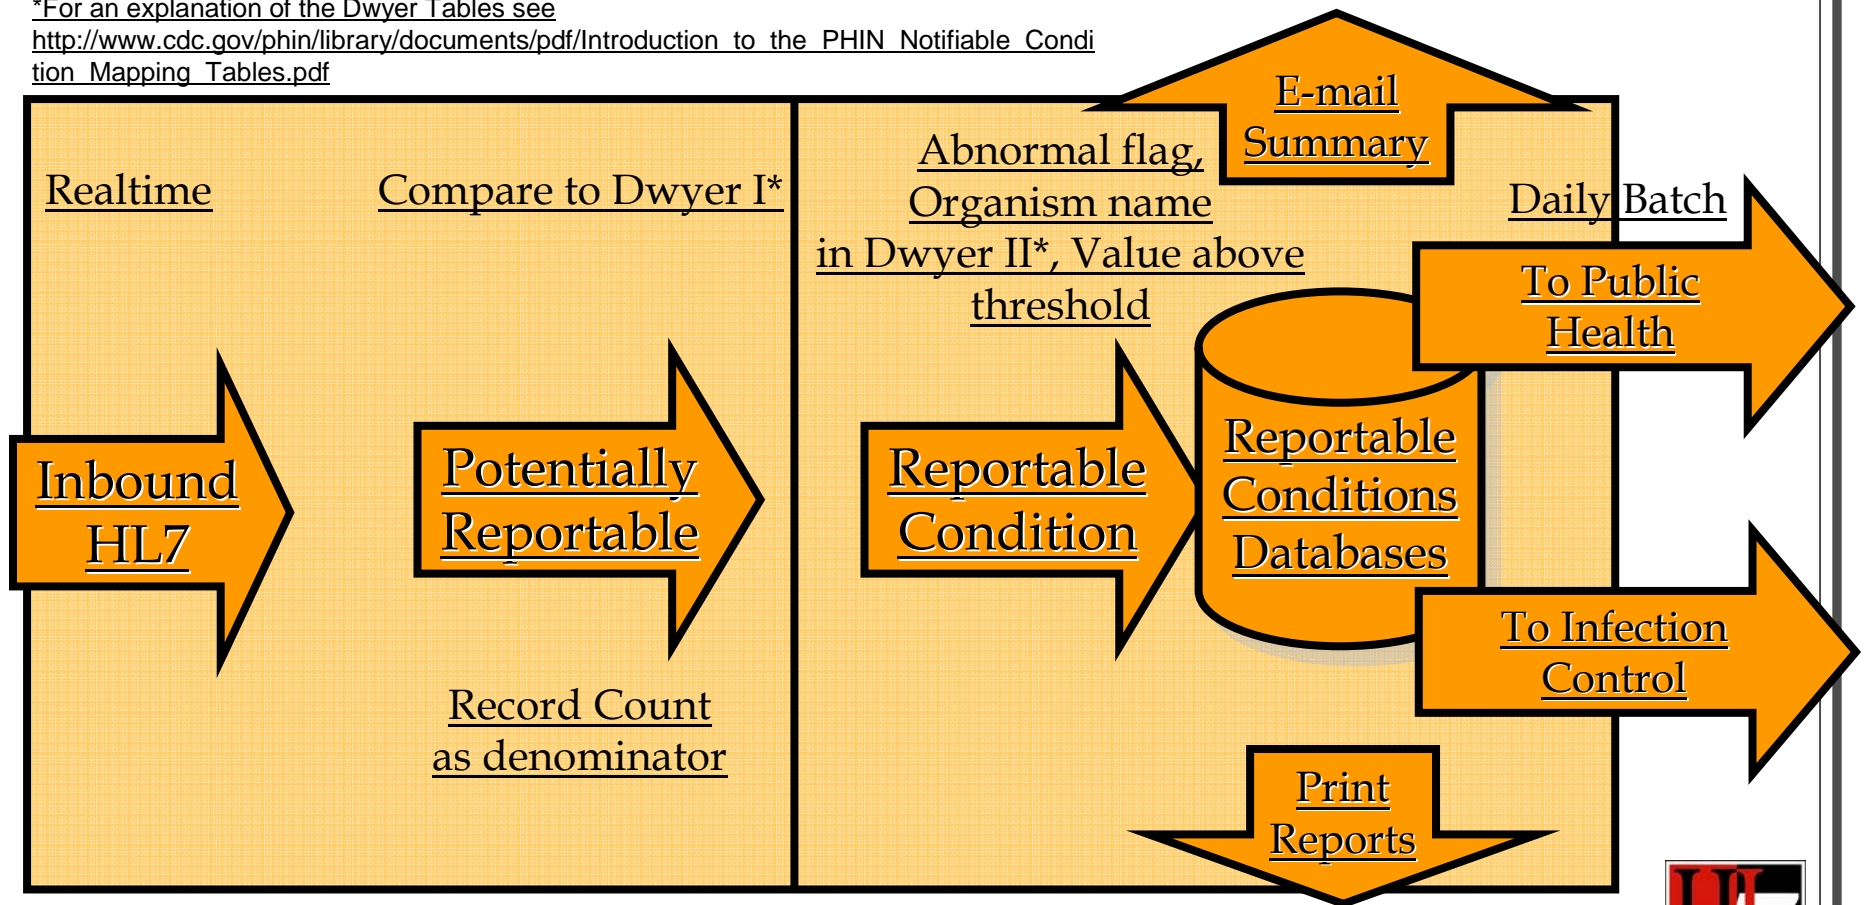 *For an explanation of the Dwyer Tables see
http://www.cdc.gov/phin/library/documents/pdf/Introduction_to_the_PHIN_Notifiable_Condi
tion_Mapping_Tables.pdf
E-mail
Summary
Realtime
Compare to Dwyer I*
Abnormal flag,
Organism name
in Dwyer II*, Value above
threshold
Daily Batch
To Public
Health
Inbound
HL7
Potentially
Reportable
Reportable
Condition
Reportable
Conditions
Databases
To Infection
Control
Record Count
as denominator
Print
Reports